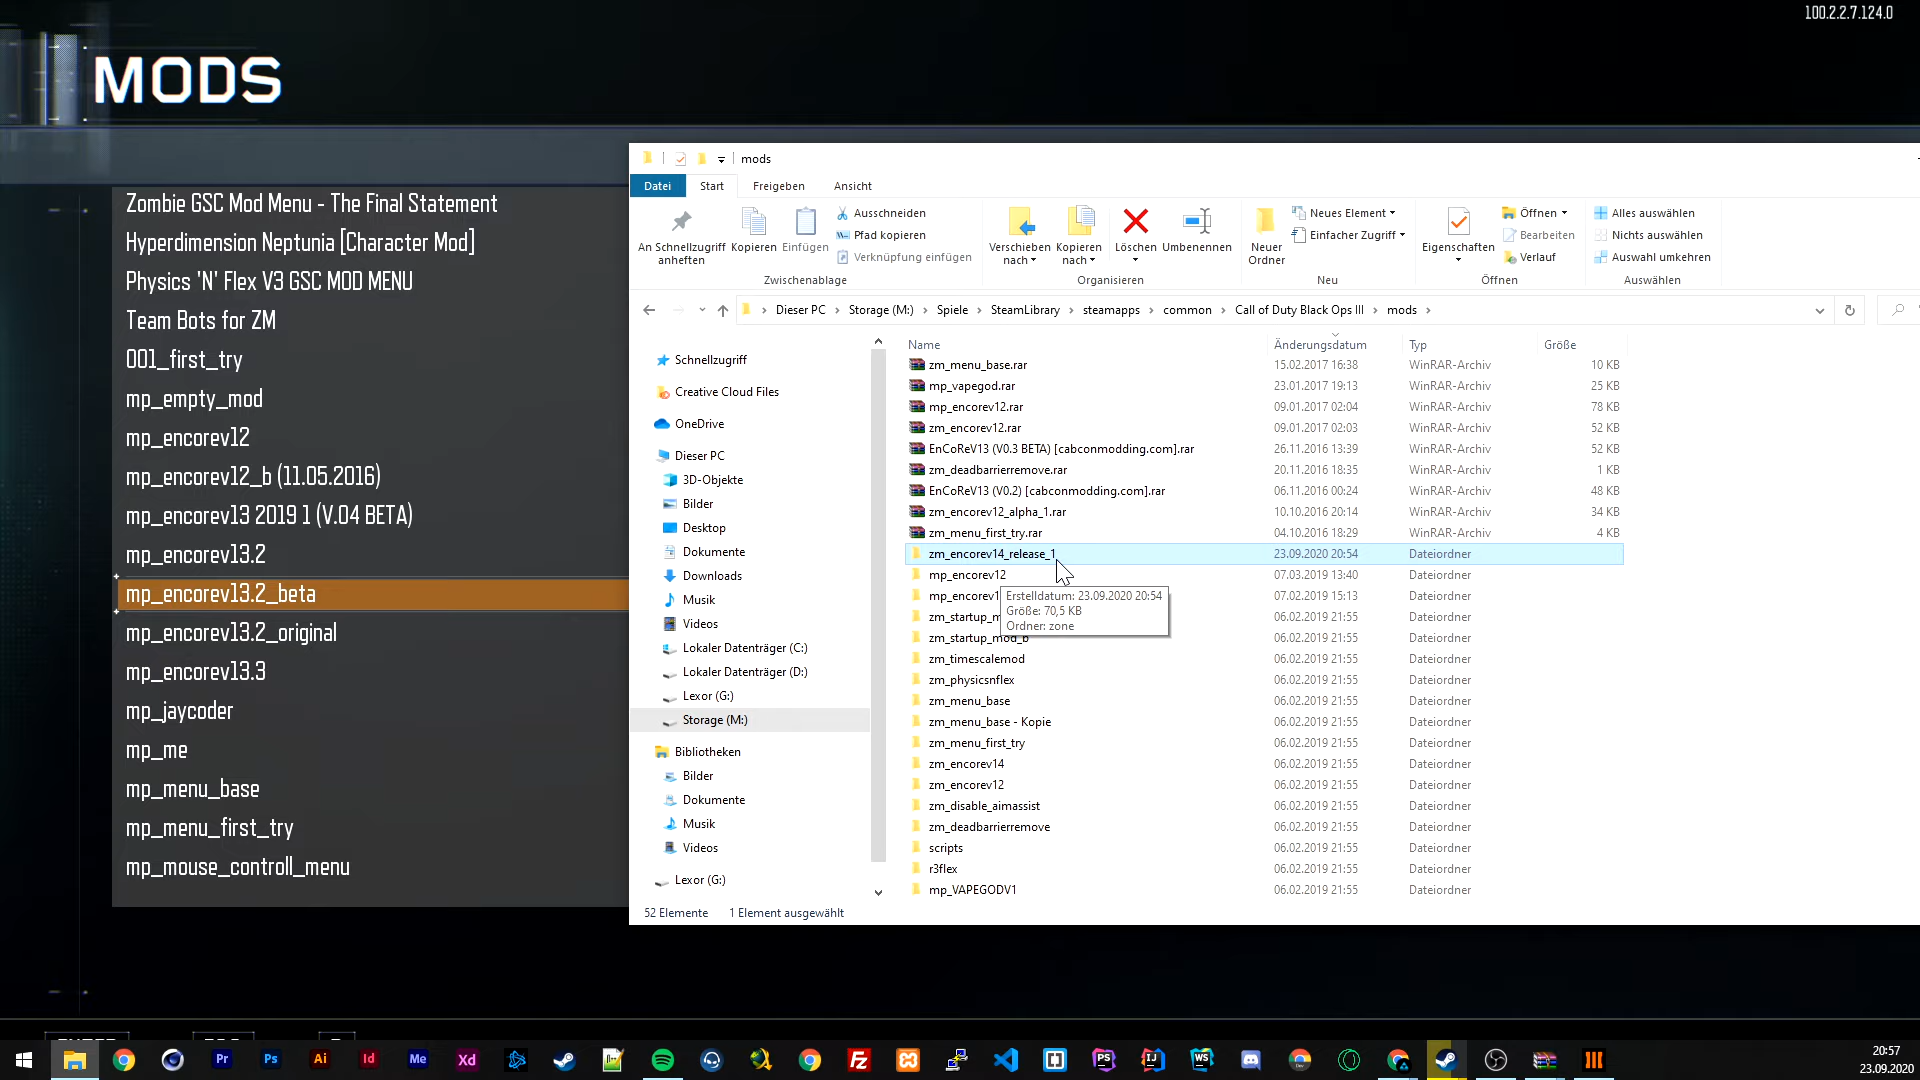 100.2.2.7.124.0
MODS
Zombie GSC Mod Menu - The Final Statement
Hyperdimension Neptunia [Character Mod]
Physics 'N' Flex V3 GSC MOD MENU
Team Bots for ZM
001_first_try
mp_empty_mod
mp_encorev12
mp_encorev12_b (11.05.2016)
mp_encorev13 2019 1 (V.04 BETA)
mp_encorev13.2
mp_encorev13.2_beta
mp_encorev13.2_original
mp_encorev13.3
mp_jaycoder
mp_me
mp_menu_base
mp_menu_first_try
mp_mouse_controll_menu
mods
Datei Start Freigeben Ansicht
An Schnellzugriff anheften
Kopieren
Einfügen
Ausschneiden
Pfad kopieren
Verknüpfung einfügen
Zwischenablage
Verschieben nach
Kopieren nach
Löschen
Umbenennen
Organisieren
Neuer Ordner
Neues Element
Einfacher Zugriff
Neu
Eigenschaften
Öffnen
Bearbeiten
Verlauf
Öffnen
Alles auswählen
Nichts auswählen
Auswahl umkehren
Auswählen
Dieser PC > Storage (M:) > Spiele > SteamLibrary > steamapps > common > Call of Duty Black Ops III > mods >
Schnellzugriff
Creative Cloud Files
OneDrive
Dieser PC
3D-Objekte
Bilder
Desktop
Dokumente
Downloads
Musik
Videos
Lokaler Datenträger (C:)
Lokaler Datenträger (D:)
Lexor (G:)
Storage (M:)
Bibliotheken
Bilder
Dokumente
Musik
Videos
Lexor (G:)
Name Änderungsdatum Typ Größe
zm_menu_base.rar 15.02.2017 16:38 WinRAR-Archiv 10 KB
mp_vapegod.rar 23.01.2017 19:13 WinRAR-Archiv 25 KB
mp_encorev12.rar 09.01.2017 02:04 WinRAR-Archiv 78 KB
zm_encorev12.rar 09.01.2017 02:03 WinRAR-Archiv 52 KB
EnCoReV13 (V0.3 BETA) [cabconmodding.com].rar 26.11.2016 13:39 WinRAR-Archiv 52 KB
zm_deadbarrierremove.rar 20.11.2016 18:35 WinRAR-Archiv 1 KB
EnCoReV13 (V0.2) [cabconmodding.com].rar 06.11.2016 00:24 WinRAR-Archiv 48 KB
zm_encorev12_alpha_1.rar 10.10.2016 20:14 WinRAR-Archiv 34 KB
zm_menu_first_try.rar 04.10.2016 18:29 WinRAR-Archiv 4 KB
zm_encorev14_release_1 23.09.2020 20:54 Dateiordner
mp_encorev12 07.03.2019 13:40 Dateiordner
mp_encorev1 07.02.2019 15:13 Dateiordner
zm_startup_m 06.02.2019 21:55 Dateiordner
zm_startup_mod_b 06.02.2019 21:55 Dateiordner
zm_timescalemod 06.02.2019 21:55 Dateiordner
zm_physicsnflex 06.02.2019 21:55 Dateiordner
zm_menu_base 06.02.2019 21:55 Dateiordner
zm_menu_base - Kopie 06.02.2019 21:55 Dateiordner
zm_menu_first_try 06.02.2019 21:55 Dateiordner
zm_encorev14 06.02.2019 21:55 Dateiordner
zm_encorev12 06.02.2019 21:55 Dateiordner
zm_disable_aimassist 06.02.2019 21:55 Dateiordner
zm_deadbarrierremove 06.02.2019 21:55 Dateiordner
scripts 06.02.2019 21:55 Dateiordner
r3flex 06.02.2019 21:55 Dateiordner
mp_VAPEGODV1 06.02.2019 21:55 Dateiordner
Erstelldatum: 23.09.2020 20:54
Größe: 70,5 KB
Ordner: zone
52 Elemente 1 Element ausgewählt
Pr Ps Ai Id Me Xd
FZ
PS IJ WS
20:57
23.09.2020